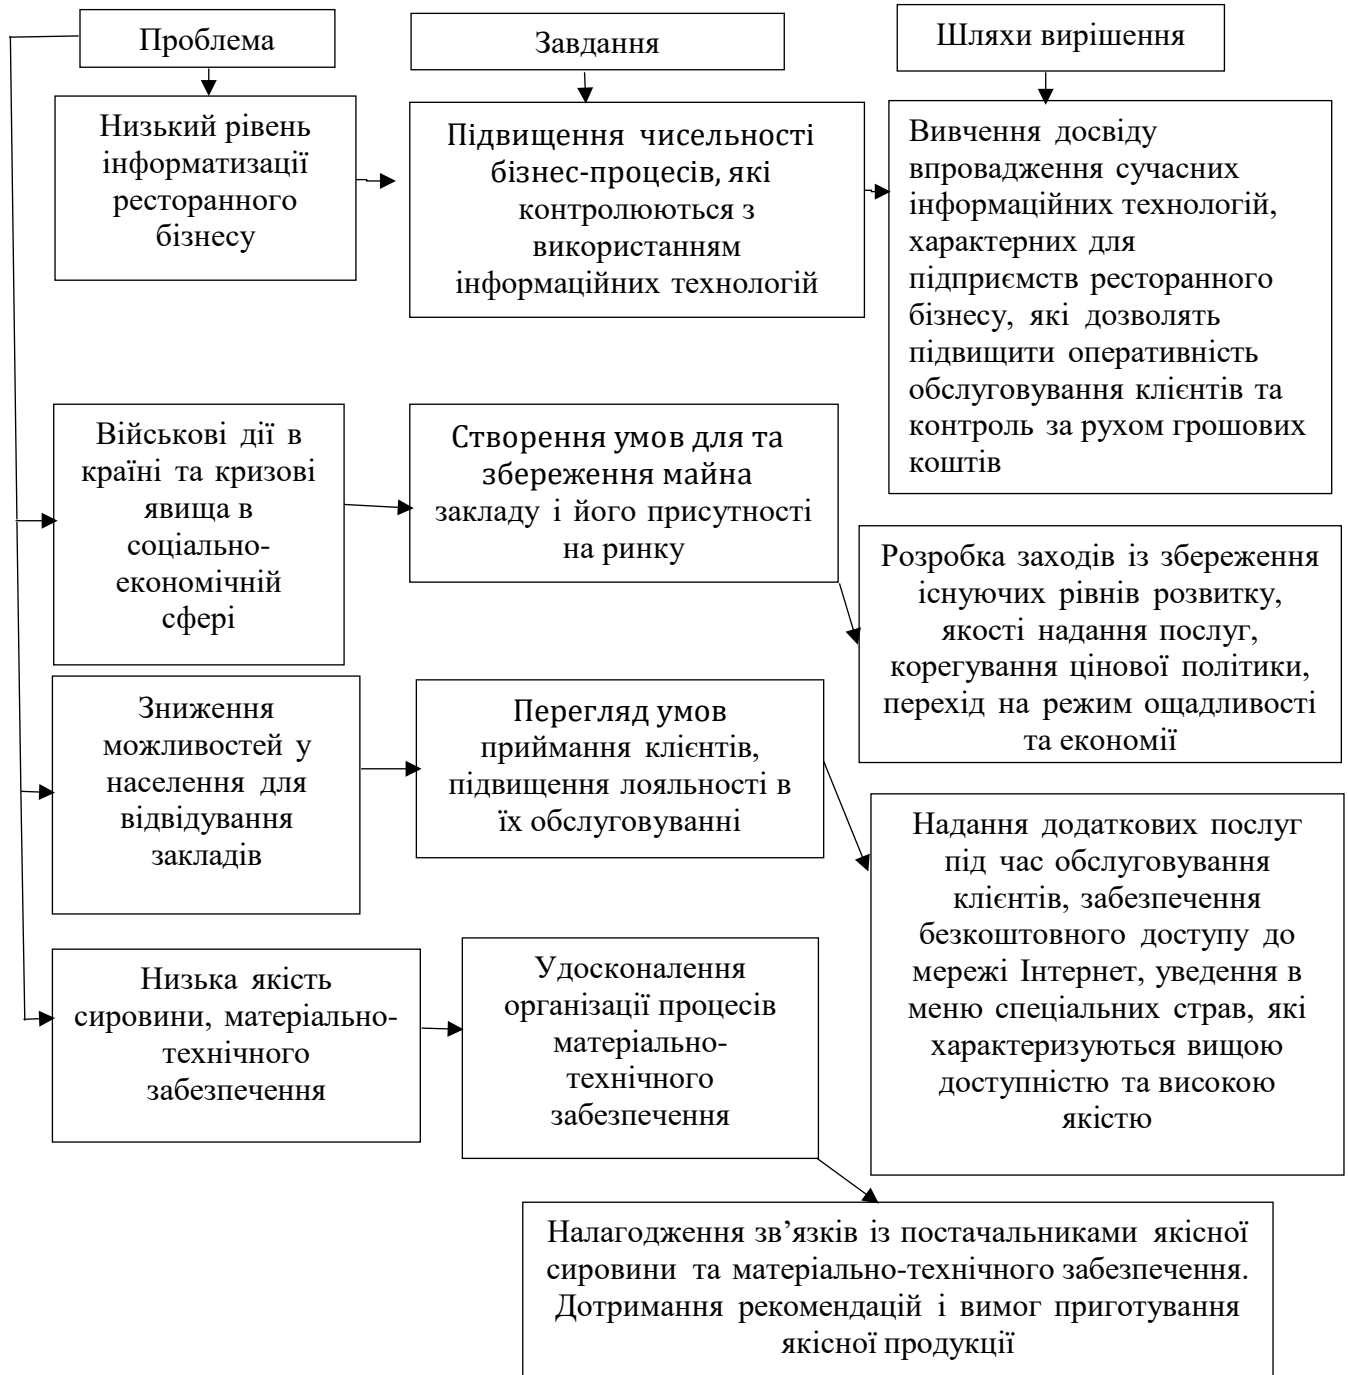 Проблема
Завдання
Шляхи вирішення
Низький рівень
інформатизації
ресторанного
бізнесу
Підвищення чисельності
бізнес-процесів, які
контролюються з
використанням
інформаційних технологій
Вивчення досвіду
впровадження сучасних
інформаційних технологій,
характерних для
підприємств ресторанного
бізнесу, які дозволять
підвищити оперативність
обслуговування клієнтів та
контроль за рухом грошових
коштів
Військові дії в
країні та кризові
явища в
соціально-
економічній
сфері
Створення умов для та
збереження майна
закладу і його присутності
на ринку
Розробка заходів із збереження
існуючих рівнів розвитку,
якості надання послуг,
корегування цінової політики,
перехід на режим ощадливості
та економії
Зниження
можливостей у
населення для
відвідування
закладів
Перегляд умов
приймання клієнтів,
підвищення лояльності в
їх обслуговуванні
Надання додаткових послуг
під час обслуговування
клієнтів, забезпечення
безкоштовного доступу до
мережі Інтернет, уведення в
меню спеціальних страв, які
характеризуються вищою
доступністю та високою
якістю
Низька якість
сировини, матеріально-
технічного
забезпечення
Удосконалення
організації процесів
матеріально-
технічного
забезпечення
Налагодження зв’язків із постачальниками якісної
сировини та матеріально-технічного забезпечення.
Дотримання рекомендацій і вимог приготування
якісної продукції